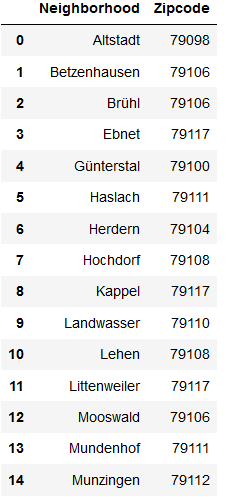 Neighborhood Zipcode
0 Altstadt 79098
1 Betzenhausen 79106
2 Brühl 79106
3 Ebnet 79117
4 Günterstal 79100
5 Haslach 79111
6 Herdern 79104
7 Hochdorf 79108
8 Kappel 79117
9 Landwasser 79110
10 Lehen 79108
11 Littenweiler 79117
12 Mooswald 79106
13 Mundenhof 79111
14 Munzingen 79112